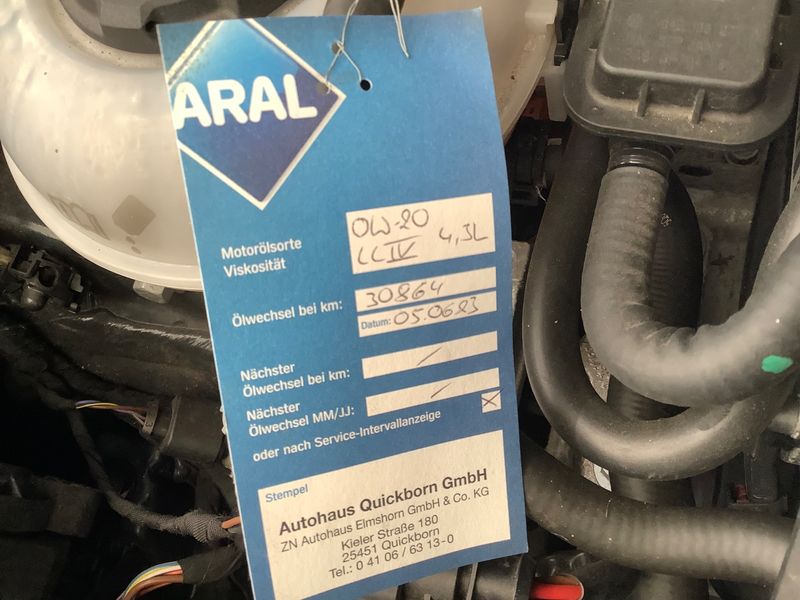 ARAL
Motorölsorte
Viskosität
0W-20
LL IV 4,3L
Ölwechsel bei km:
30864
Datum: 05.0623
Nächster
Ölwechsel bei km:
/
Nächster
Ölwechsel MM/JJ:
/
oder nach Service-Intervallanzeige
x
Stempel
Autohaus Quickborn GmbH
ZN Autohaus Elmshorn GmbH & Co. KG
Kieler Straße 180
25451 Quickborn
Tel.: 0 41 06 / 63 13-0